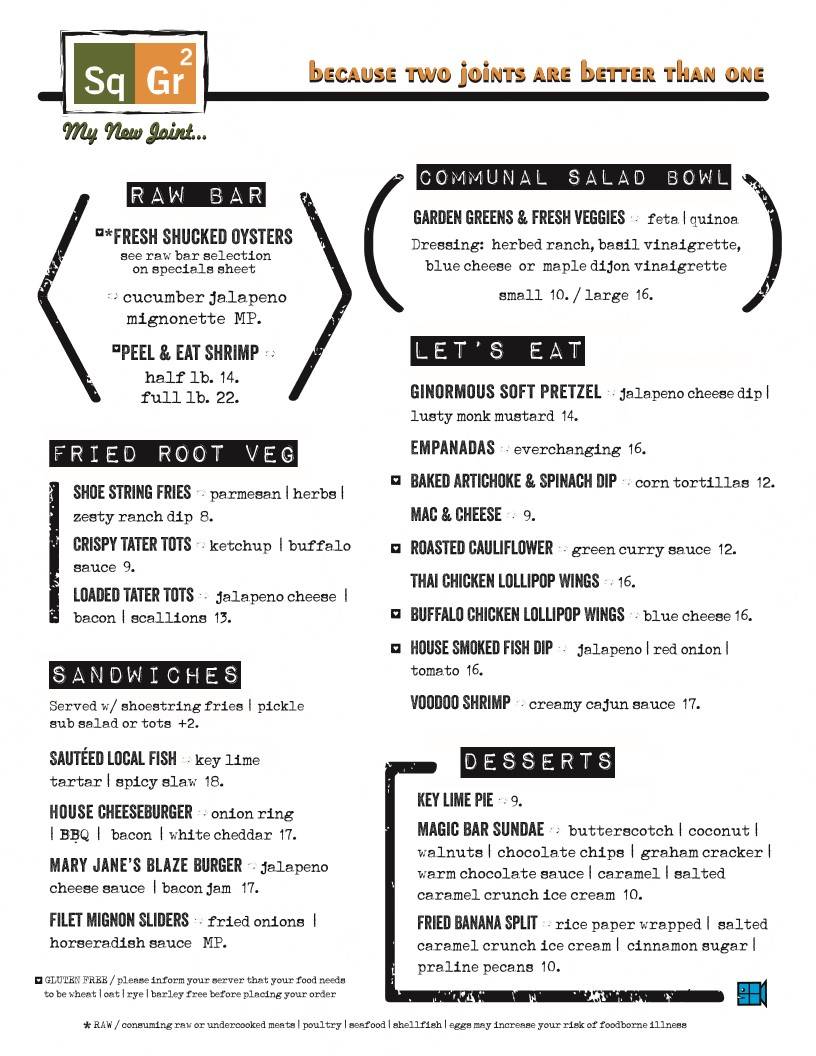 Sq Gr 2
because two joints are better than one
My New Joint...
RAW BAR
*FRESH SHUCKED OYSTERS
see raw bar selection
on specials sheet
cucumber jalapeno
mignonette MP.
PEEL & EAT SHRIMP
half lb. 14.
full lb. 22.
FRIED ROOT VEG
SHOE STRING FRIES parmesan | herbs |
zesty ranch dip 8.
CRISPY TATER TOTS ketchup | buffalo
sauce 9.
LOADED TATER TOTS jalapeno cheese |
bacon | scallions 13.
SANDWICHES
Served w/ shoestring fries | pickle
sub salad or tots +2.
SAUTÉED LOCAL FISH key lime
tartar | spicy slaw 18.
HOUSE CHEESEBURGER onion ring
| BBQ | bacon | white cheddar 17.
MARY JANE'S BLAZE BURGER jalapeno
cheese sauce | bacon jam 17.
FILET MIGNON SLIDERS fried onions |
horseradish sauce MP.
GLUTEN FREE / please inform your server that your food needs
to be wheat | oat | rye | barley free before placing your order
COMMUNAL SALAD BOWL
GARDEN GREENS & FRESH VEGGIES feta | quinoa
Dressing: herbed ranch, basil vinaigrette,
blue cheese or maple dijon vinaigrette
small 10. / large 16.
LET'S EAT
GINORMOUS SOFT PRETZEL jalapeno cheese dip |
lusty monk mustard 14.
EMPANADAS everchanging 16.
BAKED ARTICHOKE & SPINACH DIP corn tortillas 12.
MAC & CHEESE 9.
ROASTED CAULIFLOWER green curry sauce 12.
THAI CHICKEN LOLLIPOP WINGS 16.
BUFFALO CHICKEN LOLLIPOP WINGS blue cheese 16.
HOUSE SMOKED FISH DIP jalapeno | red onion |
tomato 16.
VOODOO SHRIMP creamy cajun sauce 17.
DESSERTS
KEY LIME PIE 9.
MAGIC BAR SUNDAE butterscotch | coconut |
walnuts | chocolate chips | graham cracker |
warm chocolate sauce | caramel | salted
caramel crunch ice cream 10.
FRIED BANANA SPLIT rice paper wrapped | salted
caramel crunch ice cream | cinnamon sugar |
praline pecans 10.
* RAW / consuming raw or undercooked meats | poultry | seafood | shellfish | eggs may increase your risk of foodborne illness